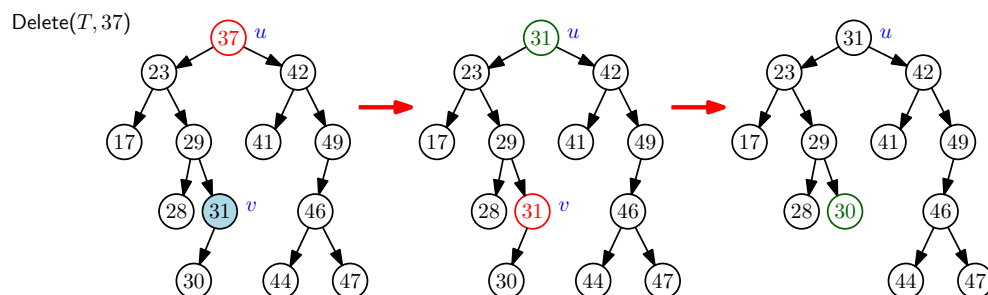 Delete(T, 37)
37 u 31 u 31 u
23 42 23 42 23 42
17 29 41 49 17 29 41 49 17 29 41 49
28 31 v 46 28 31 v 46 28 30 46
30 44 47 30 44 47 44 47